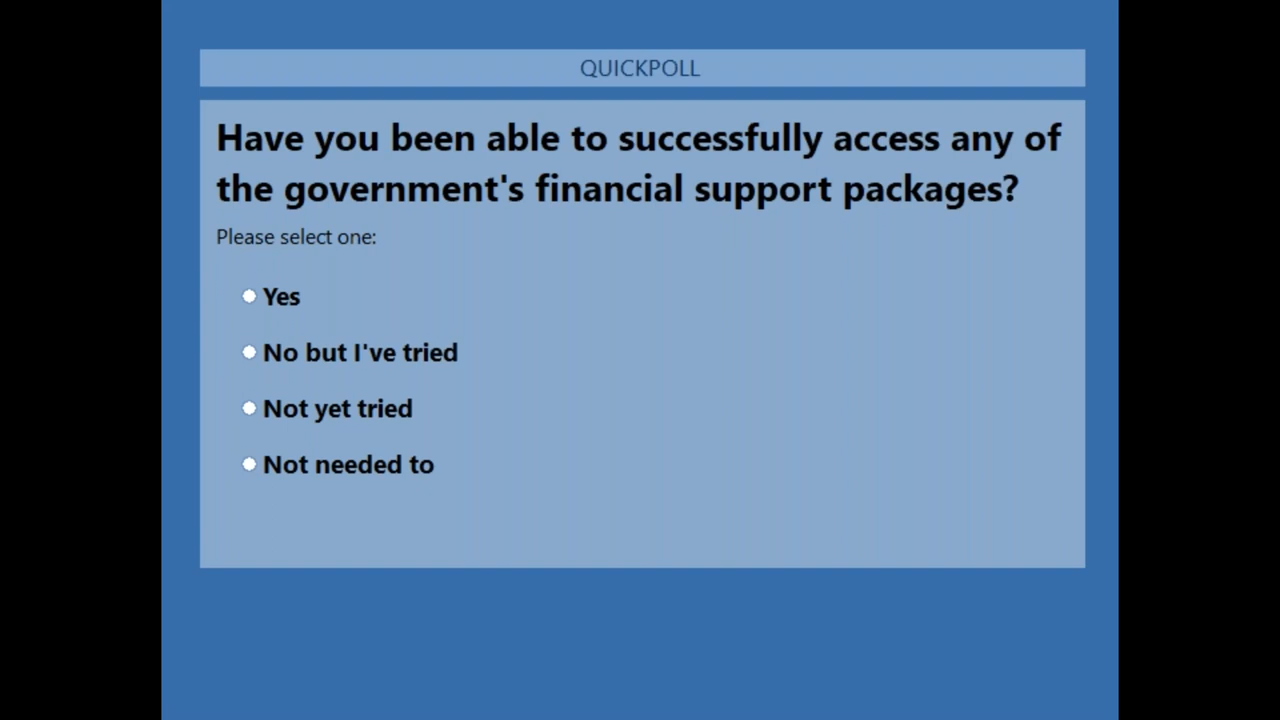 QUICKPOLL
Have you been able to successfully access any of
the government's financial support packages?
Please select one:
Yes
No but I've tried
Not yet tried
Not needed to